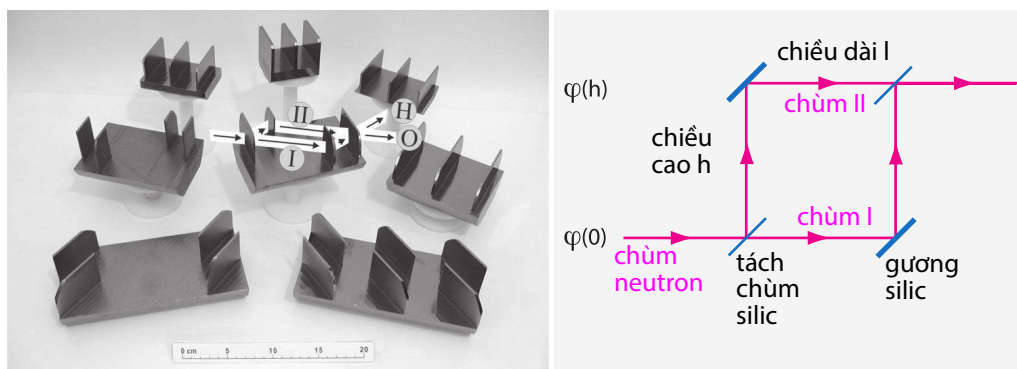 II
H
I
O
0 cm 5 10 15 20
chiều dài l
φ(h)
chùm II
chiều
cao h
chùm I
φ(0)
chùm
neutron
tách
chùm
silic
gương
silic